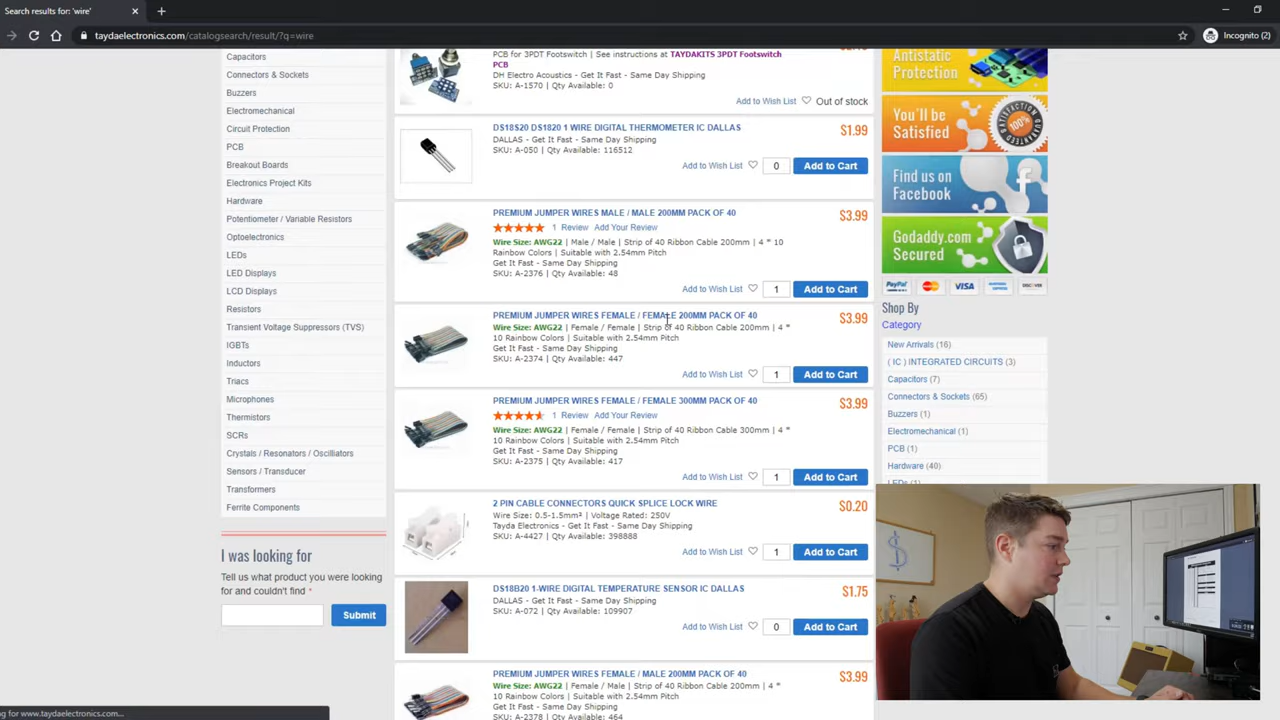 Search results for: 'wire'
taydaelectronics.com/catalogsearch/result/?q=wire
Incognito (2)
Capacitors
Connectors & Sockets
Buzzers
Electromechanical
Circuit Protection
PCB
Breakout Boards
Electronics Project Kits
Hardware
Potentiometer / Variable Resistors
Optoelectronics
LEDs
LED Displays
LCD Displays
Resistors
Transient Voltage Suppressors (TVS)
IGBTs
Inductors
Triacs
Microphones
Thermistors
SCRs
Crystals / Resonators / Oscilliators
Sensors / Transducer
Transformers
Ferrite Components
I was looking for
Tell us what product you were looking
for and couldn't find *
Submit
PCB for 3PDT Footswitch | See instructions at TAYDAKITS 3PDT Footswitch
PCB
DH Electro Acoustics - Get It Fast - Same Day Shipping
SKU: A-1570 | Qty Available: 0
Add to Wish List Out of stock
DS18S20 DS1820 1 WIRE DIGITAL THERMOMETER IC DALLAS
$1.99
DALLAS - Get It Fast - Same Day Shipping
SKU: A-050 | Qty Available: 116512
Add to Wish List 0 Add to Cart
PREMIUM JUMPER WIRES MALE / MALE 200MM PACK OF 40
$3.99
1 Review Add Your Review
Wire Size: AWG22 | Male / Male | Strip of 40 Ribbon Cable 200mm | 4 * 10
Rainbow Colors | Suitable with 2.54mm Pitch
Get It Fast - Same Day Shipping
SKU: A-2376 | Qty Available: 48
Add to Wish List 1 Add to Cart
PREMIUM JUMPER WIRES FEMALE / FEMALE 200MM PACK OF 40
$3.99
Wire Size: AWG22 | Female / Female | Strip of 40 Ribbon Cable 200mm | 4 *
10 Rainbow Colors | Suitable with 2.54mm Pitch
Get It Fast - Same Day Shipping
SKU: A-2374 | Qty Available: 447
Add to Wish List 1 Add to Cart
PREMIUM JUMPER WIRES FEMALE / FEMALE 300MM PACK OF 40
$3.99
1 Review Add Your Review
Wire Size: AWG22 | Female / Female | Strip of 40 Ribbon Cable 300mm | 4 *
10 Rainbow Colors | Suitable with 2.54mm Pitch
Get It Fast - Same Day Shipping
SKU: A-2375 | Qty Available: 417
Add to Wish List 1 Add to Cart
2 PIN CABLE CONNECTORS QUICK SPLICE LOCK WIRE
$0.20
Wire Size: 0.5-1.5mm² | Voltage Rated: 250V
Tayda Electronics - Get It Fast - Same Day Shipping
SKU: A-4427 | Qty Available: 398888
Add to Wish List 1 Add to Cart
DS18B20 1-WIRE DIGITAL TEMPERATURE SENSOR IC DALLAS
$1.75
DALLAS - Get It Fast - Same Day Shipping
SKU: A-072 | Qty Available: 109907
Add to Wish List 0 Add to Cart
PREMIUM JUMPER WIRES FEMALE / MALE 200MM PACK OF 40
$3.99
Wire Size: AWG22 | Female / Male | Strip of 40 Ribbon Cable 200mm | 4 *
10 Rainbow Colors | Suitable with 2.54mm Pitch
Get It Fast - Same Day Shipping
SKU: A-2378 | Qty Available: 464
Antistatic
Protection
You'll be
Satisfied
100%
Find us on
Facebook
Godaddy.com
Secured
PayPal VISA DISCOVER
Shop By
Category
New Arrivals (16)
( IC ) INTEGRATED CIRCUITS (3)
Capacitors (7)
Connectors & Sockets (65)
Buzzers (1)
Electromechanical (1)
PCB (1)
Hardware (40)
LEDs (1)
g for www.taydaelectronics.com...